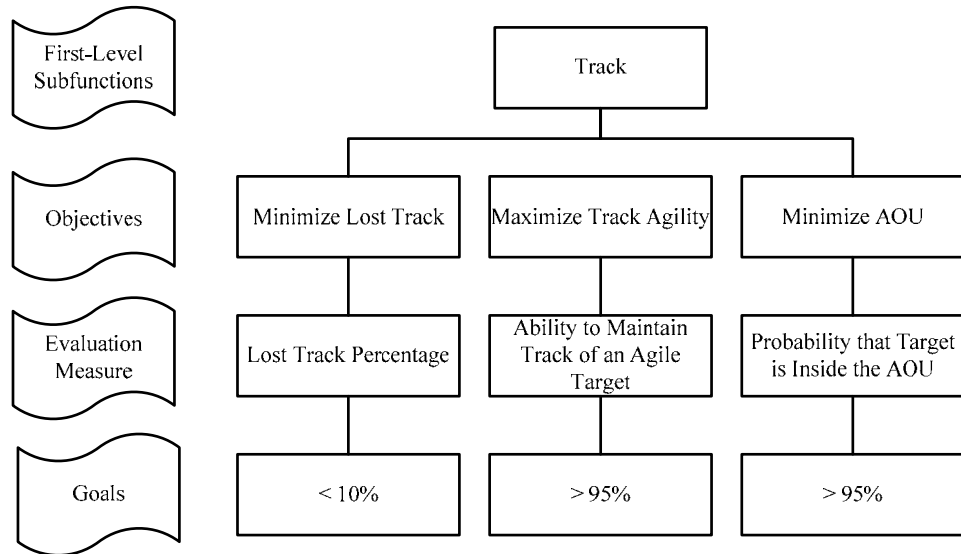 First-Level
Subfunctions
Track
Objectives
Minimize Lost Track
Maximize Track Agility
Minimize AOU
Evaluation
Measure
Lost Track Percentage
Ability to Maintain
Track of an Agile
Target
Probability that Target
is Inside the AOU
Goals
< 10%
> 95%
> 95%